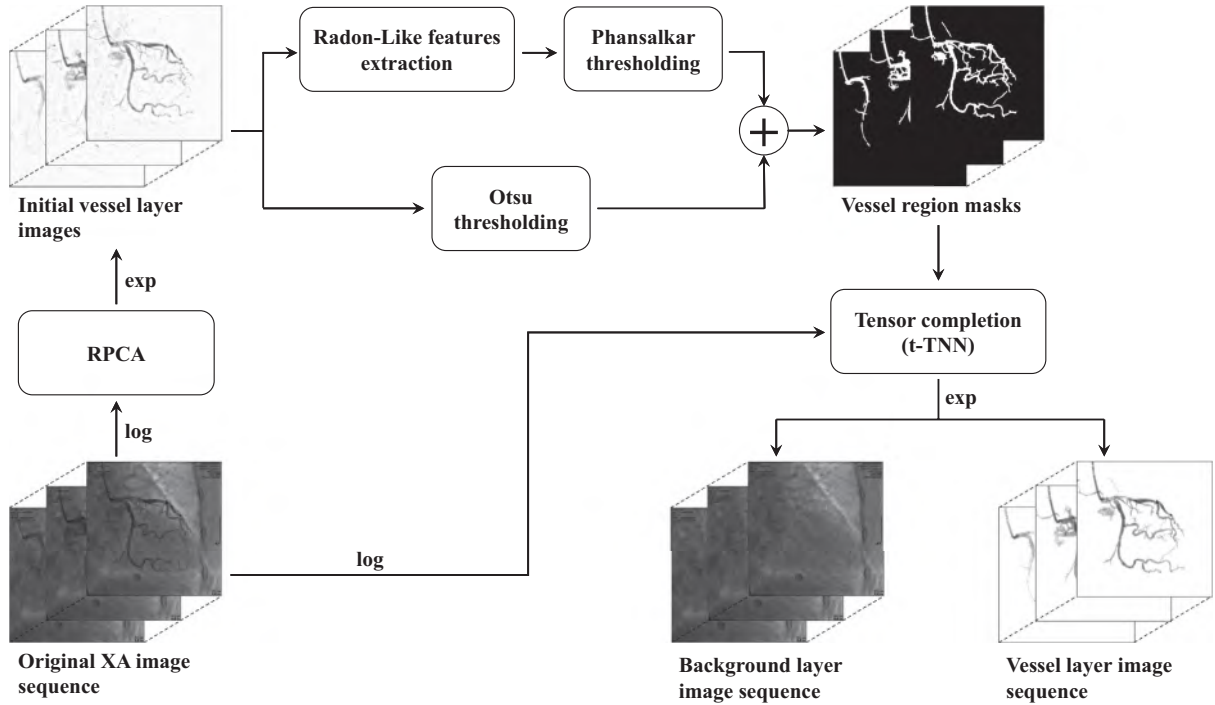 Radon-Like features
extraction
Phansalkar
thresholding
+
Initial vessel layer
images
Otsu
thresholding
Vessel region masks
exp
RPCA
Tensor completion
(t-TNN)
log
exp
log
Original XA image
sequence
Background layer
image sequence
Vessel layer image
sequence